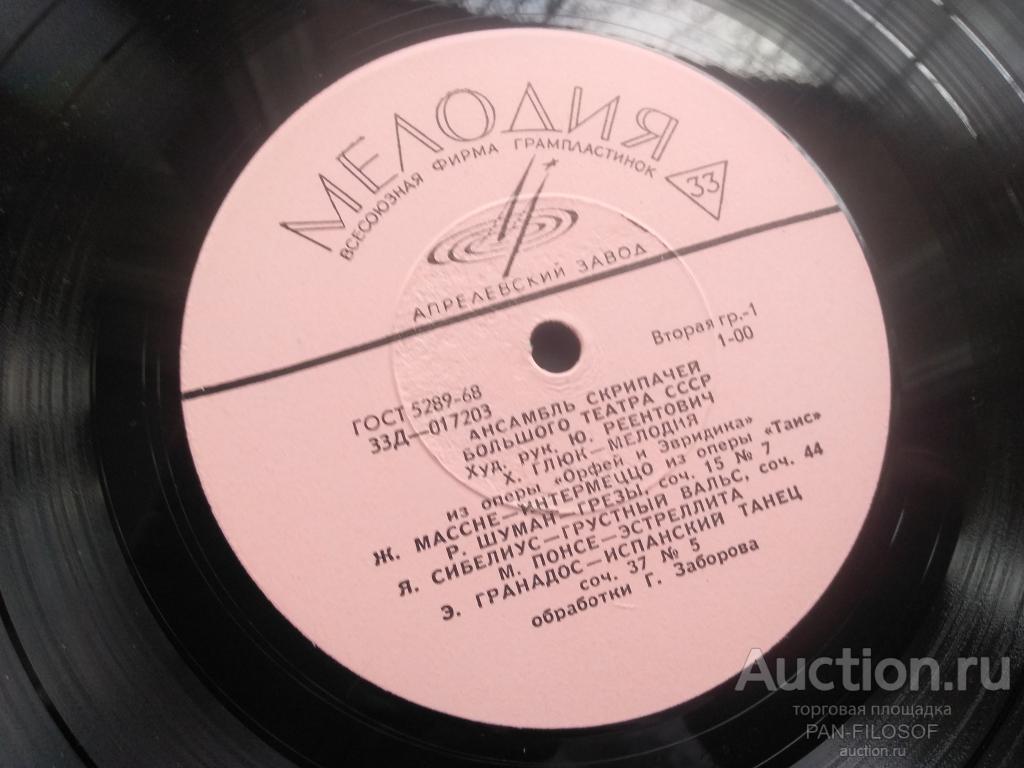 МЕЛОДИЯ
ВСЕСОЮЗНАЯ ФИРМА ГРАМПЛАСТИНОК
33
АПРЕЛЕВСКИЙ ЗАВОД
Вторая гр.-1
1-00
ГОСТ 5289-68
33Д—017203
АНСАМБЛЬ СКРИПАЧЕЙ
БОЛЬШОГО ТЕАТРА СССР
ХУД. РУК. Ю. РЕЕНТОВИЧ
Х. ГЛЮК—МЕЛОДИЯ
из оперы «Орфей и Эвридика»
Ж. МАССНЕ—ИНТЕРМЕЦЦО из оперы «Таис»
Р. ШУМАН—ГРЕЗЫ, соч. 15 № 7
Я. СИБЕЛИУС—ГРУСТНЫЙ ВАЛЬС, соч. 44
М. ПОНСЕ—ЭСТРЕЛЛИТА
Э. ГРАНАДОС—ИСПАНСКИЙ ТАНЕЦ
соч. 37 № 5
обработки Г. Заборова
Auction.ru
торговая площадка
PAN-FILOSOF
auction.ru